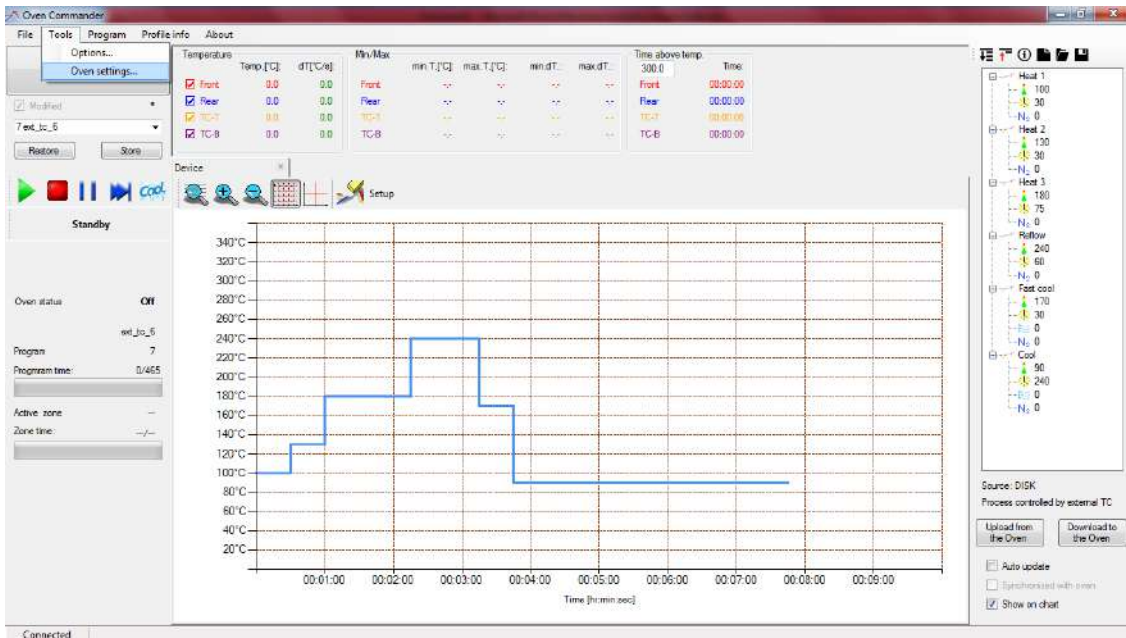 Oven Commander
File Tools Program Profile info About
Options...
Oven settings...
Modified *
7 ext_tc_6
Restore Store
cool
Standby
Oven status Off
ext_tc_6
Program 7
Progmram time: 0/465
Active zone --
Zone time: --/--
Temperature
Temp.[°C]: dT[°C/s]:
Front 0.0 0.0
Rear 0.0 0.0
TC-T 0.0 0.0
TC-B 0.0 0.0
Min/Max
min.T.[°C]: max.T.[°C]: min.dT.: max.dT.:
Front -.- -.- -.- -.-
Rear -.- -.- -.- -.-
TC-T -.- -.- -.- -.-
TC-B -.- -.- -.- -.-
Time above temp.
300.0 Time:
Front 00:00:00
Rear 00:00:00
TC-T 00:00:00
TC-B 00:00:00
Device
Setup
340°C
320°C
300°C
280°C
260°C
240°C
220°C
200°C
180°C
160°C
140°C
120°C
100°C
80°C
60°C
40°C
20°C
00:01:00 00:02:00 00:03:00 00:04:00 00:05:00 00:06:00 00:07:00 00:08:00 00:09:00
Time [hr:min:sec]
Heat 1
100
30
N₂ 0
Heat 2
130
30
N₂ 0
Heat 3
180
75
N₂ 0
Reflow
240
60
N₂ 0
Fast cool
170
30
0
N₂ 0
Cool
90
240
0
N₂ 0
Source: DISK
Process controlled by external TC
Upload from the Oven
Download to the Oven
Auto update
Synchronised with oven
Show on chart
Connected